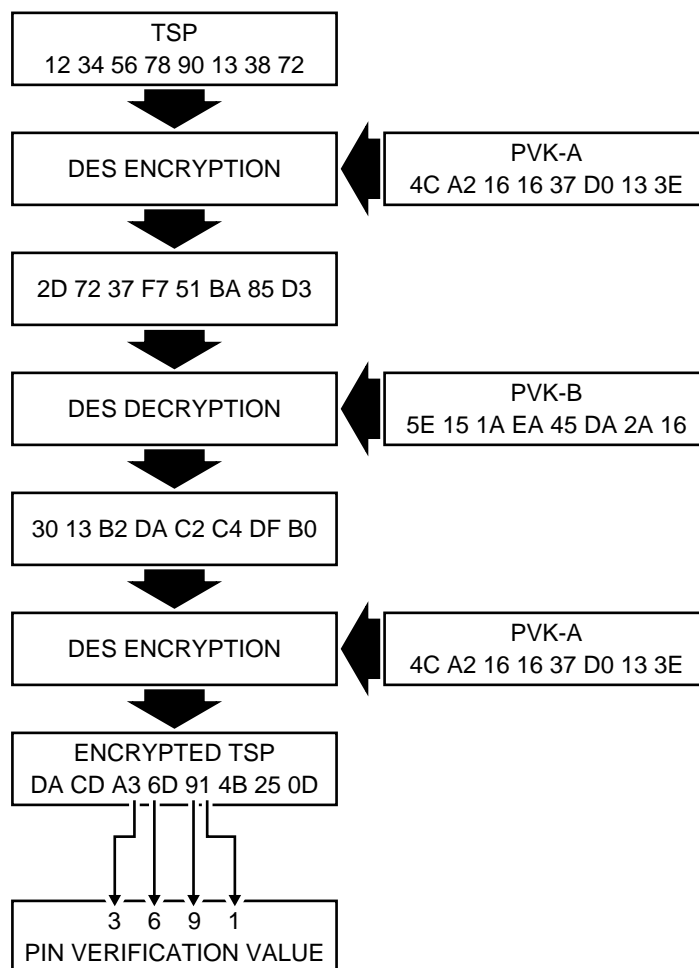 TSP
12 34 56 78 90 13 38 72
DES ENCRYPTION
PVK-A
4C A2 16 16 37 D0 13 3E
2D 72 37 F7 51 BA 85 D3
DES DECRYPTION
PVK-B
5E 15 1A EA 45 DA 2A 16
30 13 B2 DA C2 C4 DF B0
DES ENCRYPTION
PVK-A
4C A2 16 16 37 D0 13 3E
ENCRYPTED TSP
DA CD A3 6D 91 4B 25 0D
3 6 9 1
PIN VERIFICATION VALUE